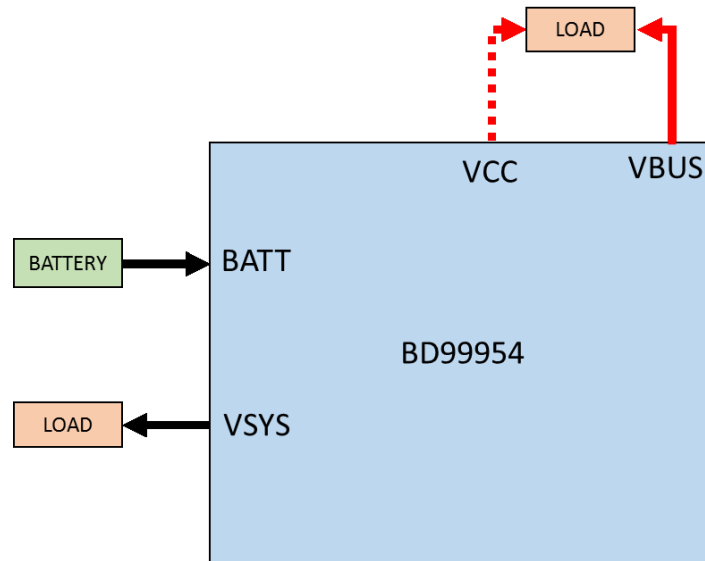 LOAD
VCC
VBUS
BATTERY
BATT
BD99954
LOAD
VSYS